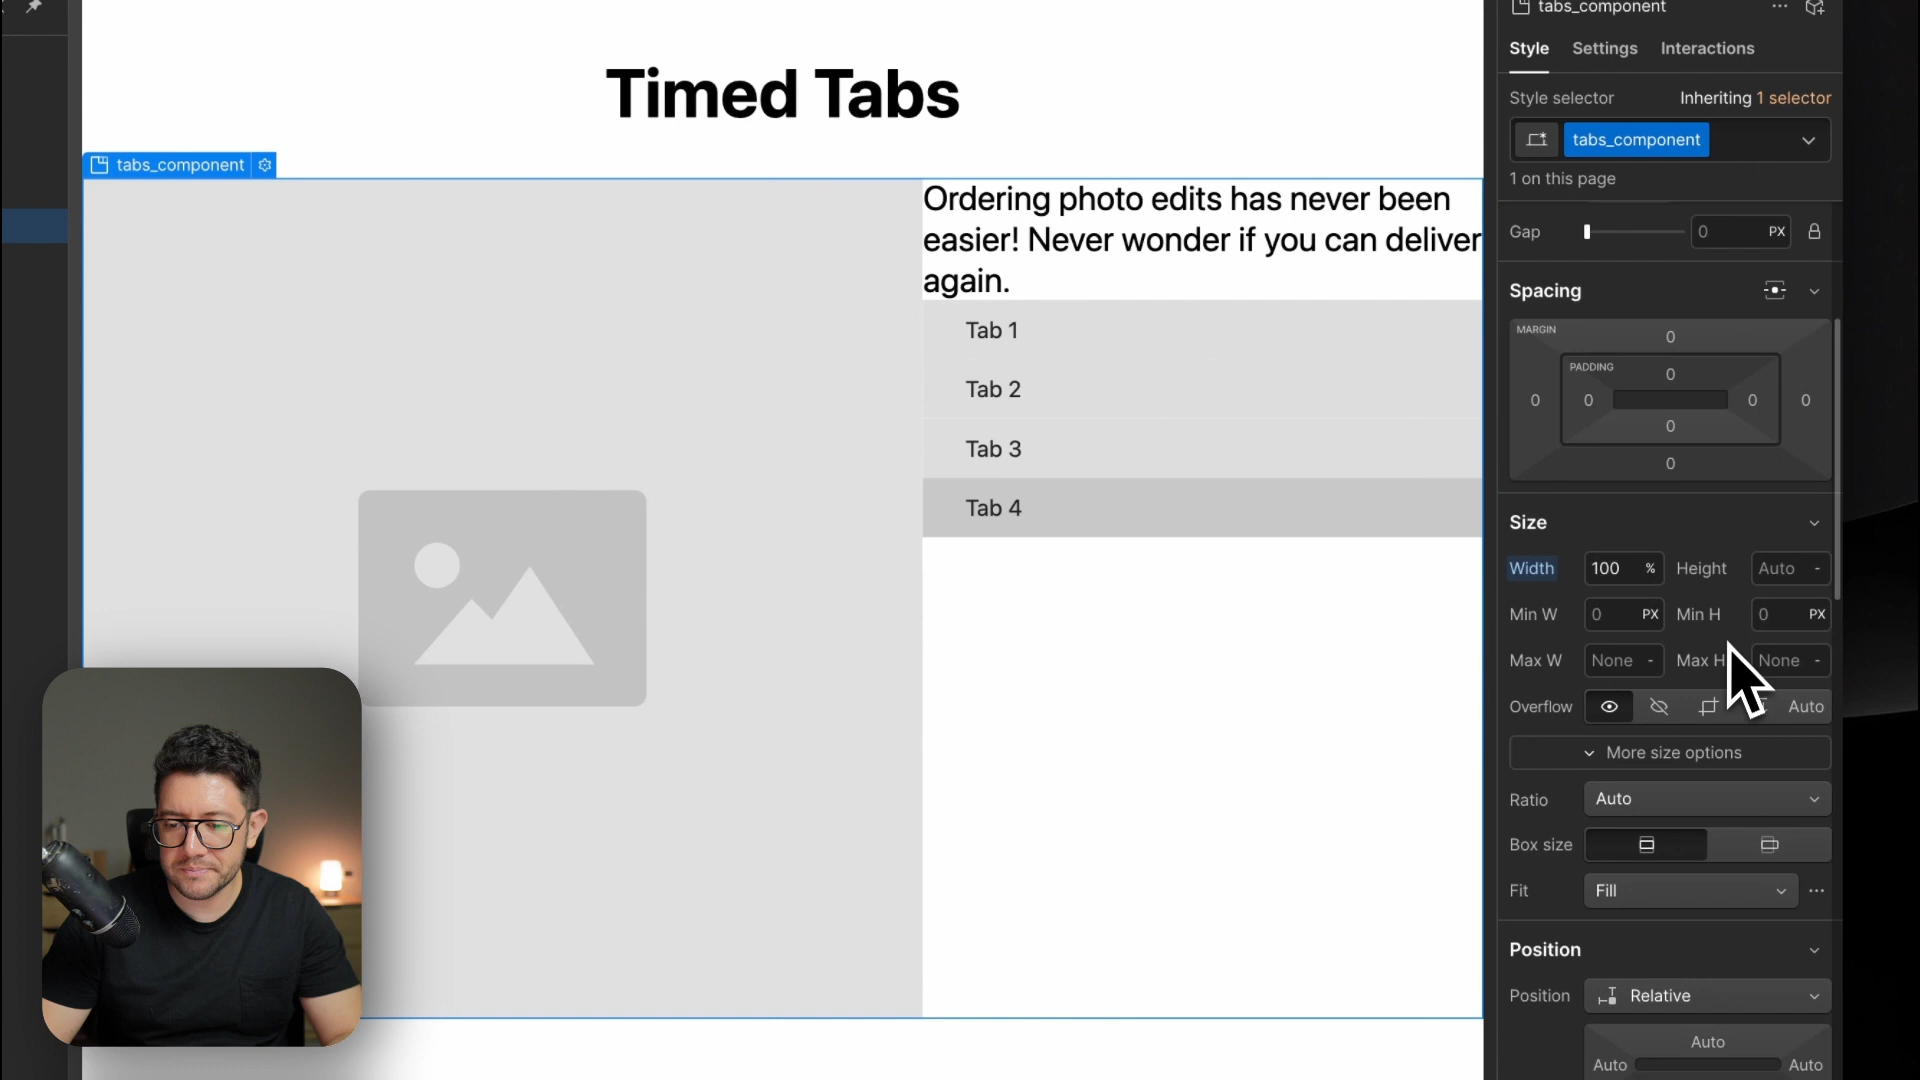 Timed Tabs
tabs_component
Ordering photo edits has never been
easier! Never wonder if you can deliver
again.
Tab 1
Tab 2
Tab 3
Tab 4
tabs_component
Style Settings Interactions
Style selector Inheriting 1 selector
tabs_component
1 on this page
Gap 0 PX
Spacing
MARGIN
0
PADDING
0
0 0 0 0
0
0
Size
Width 100 % Height Auto -
Min W 0 PX Min H 0 PX
Max W None - Max H None -
Overflow Auto
More size options
Ratio Auto
Box size
Fit Fill
Position
Position Relative
Auto
Auto Auto